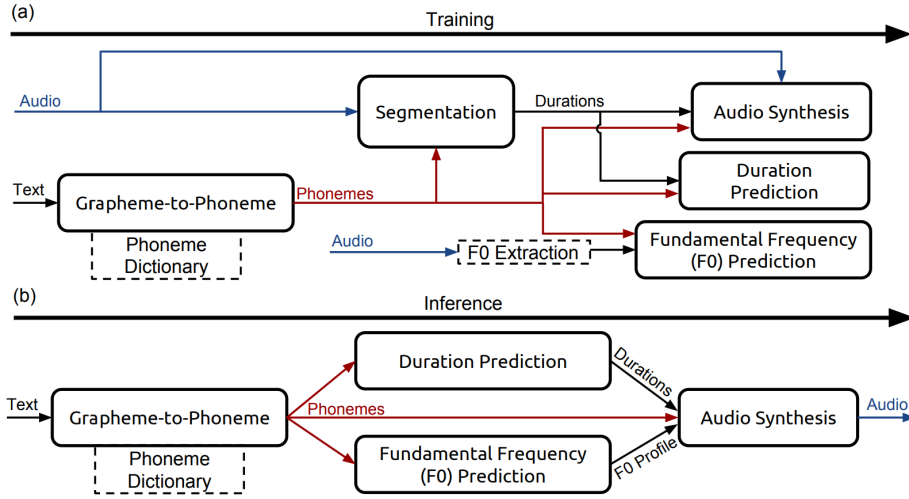 (a)
Training
Audio
Segmentation
Durations
Audio Synthesis
Text
Grapheme-to-Phoneme
Phonemes
Duration
Prediction
Phoneme
Dictionary
Audio
F0 Extraction
Fundamental Frequency
(F0) Prediction
(b)
Inference
Duration Prediction
Durations
Text
Grapheme-to-Phoneme
Phonemes
Audio Synthesis
Audio
Phoneme
Dictionary
Fundamental Frequency
(F0) Prediction
F0 Profile